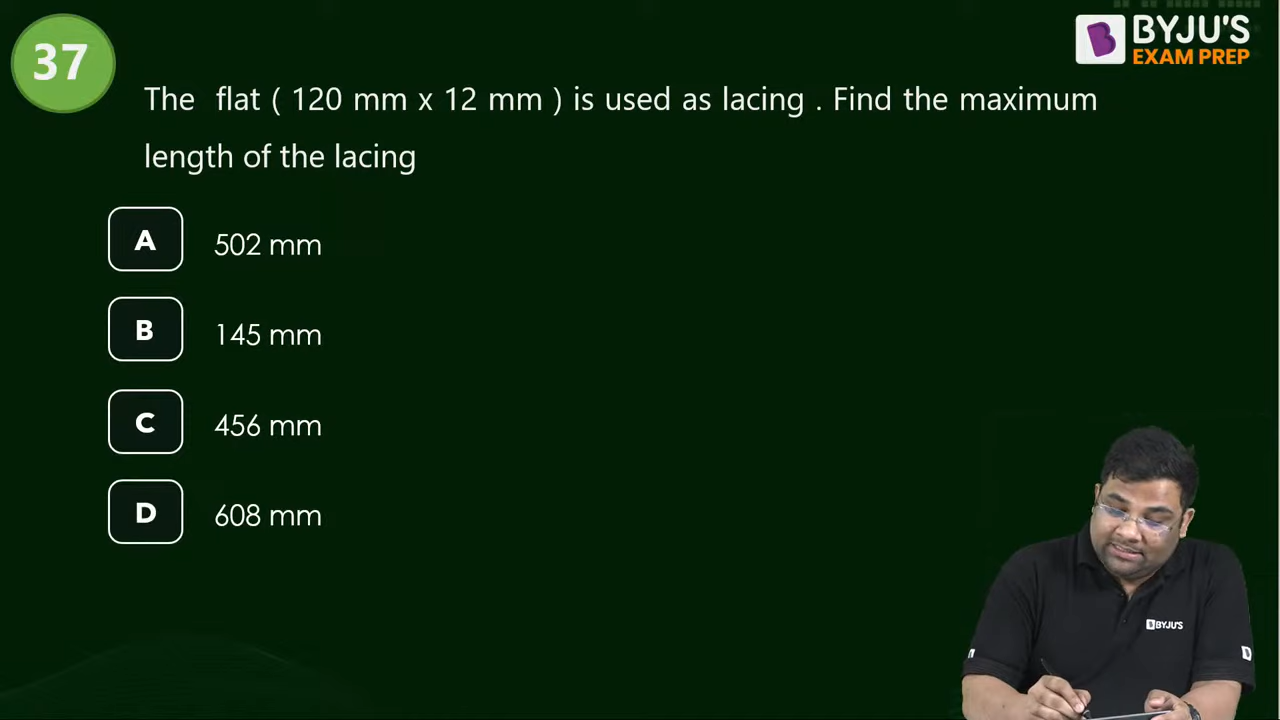 37
BYJU'S
EXAM PREP
The flat ( 120 mm x 12 mm ) is used as lacing . Find the maximum
length of the lacing
A 502 mm
B 145 mm
C 456 mm
D 608 mm
BYJU'S